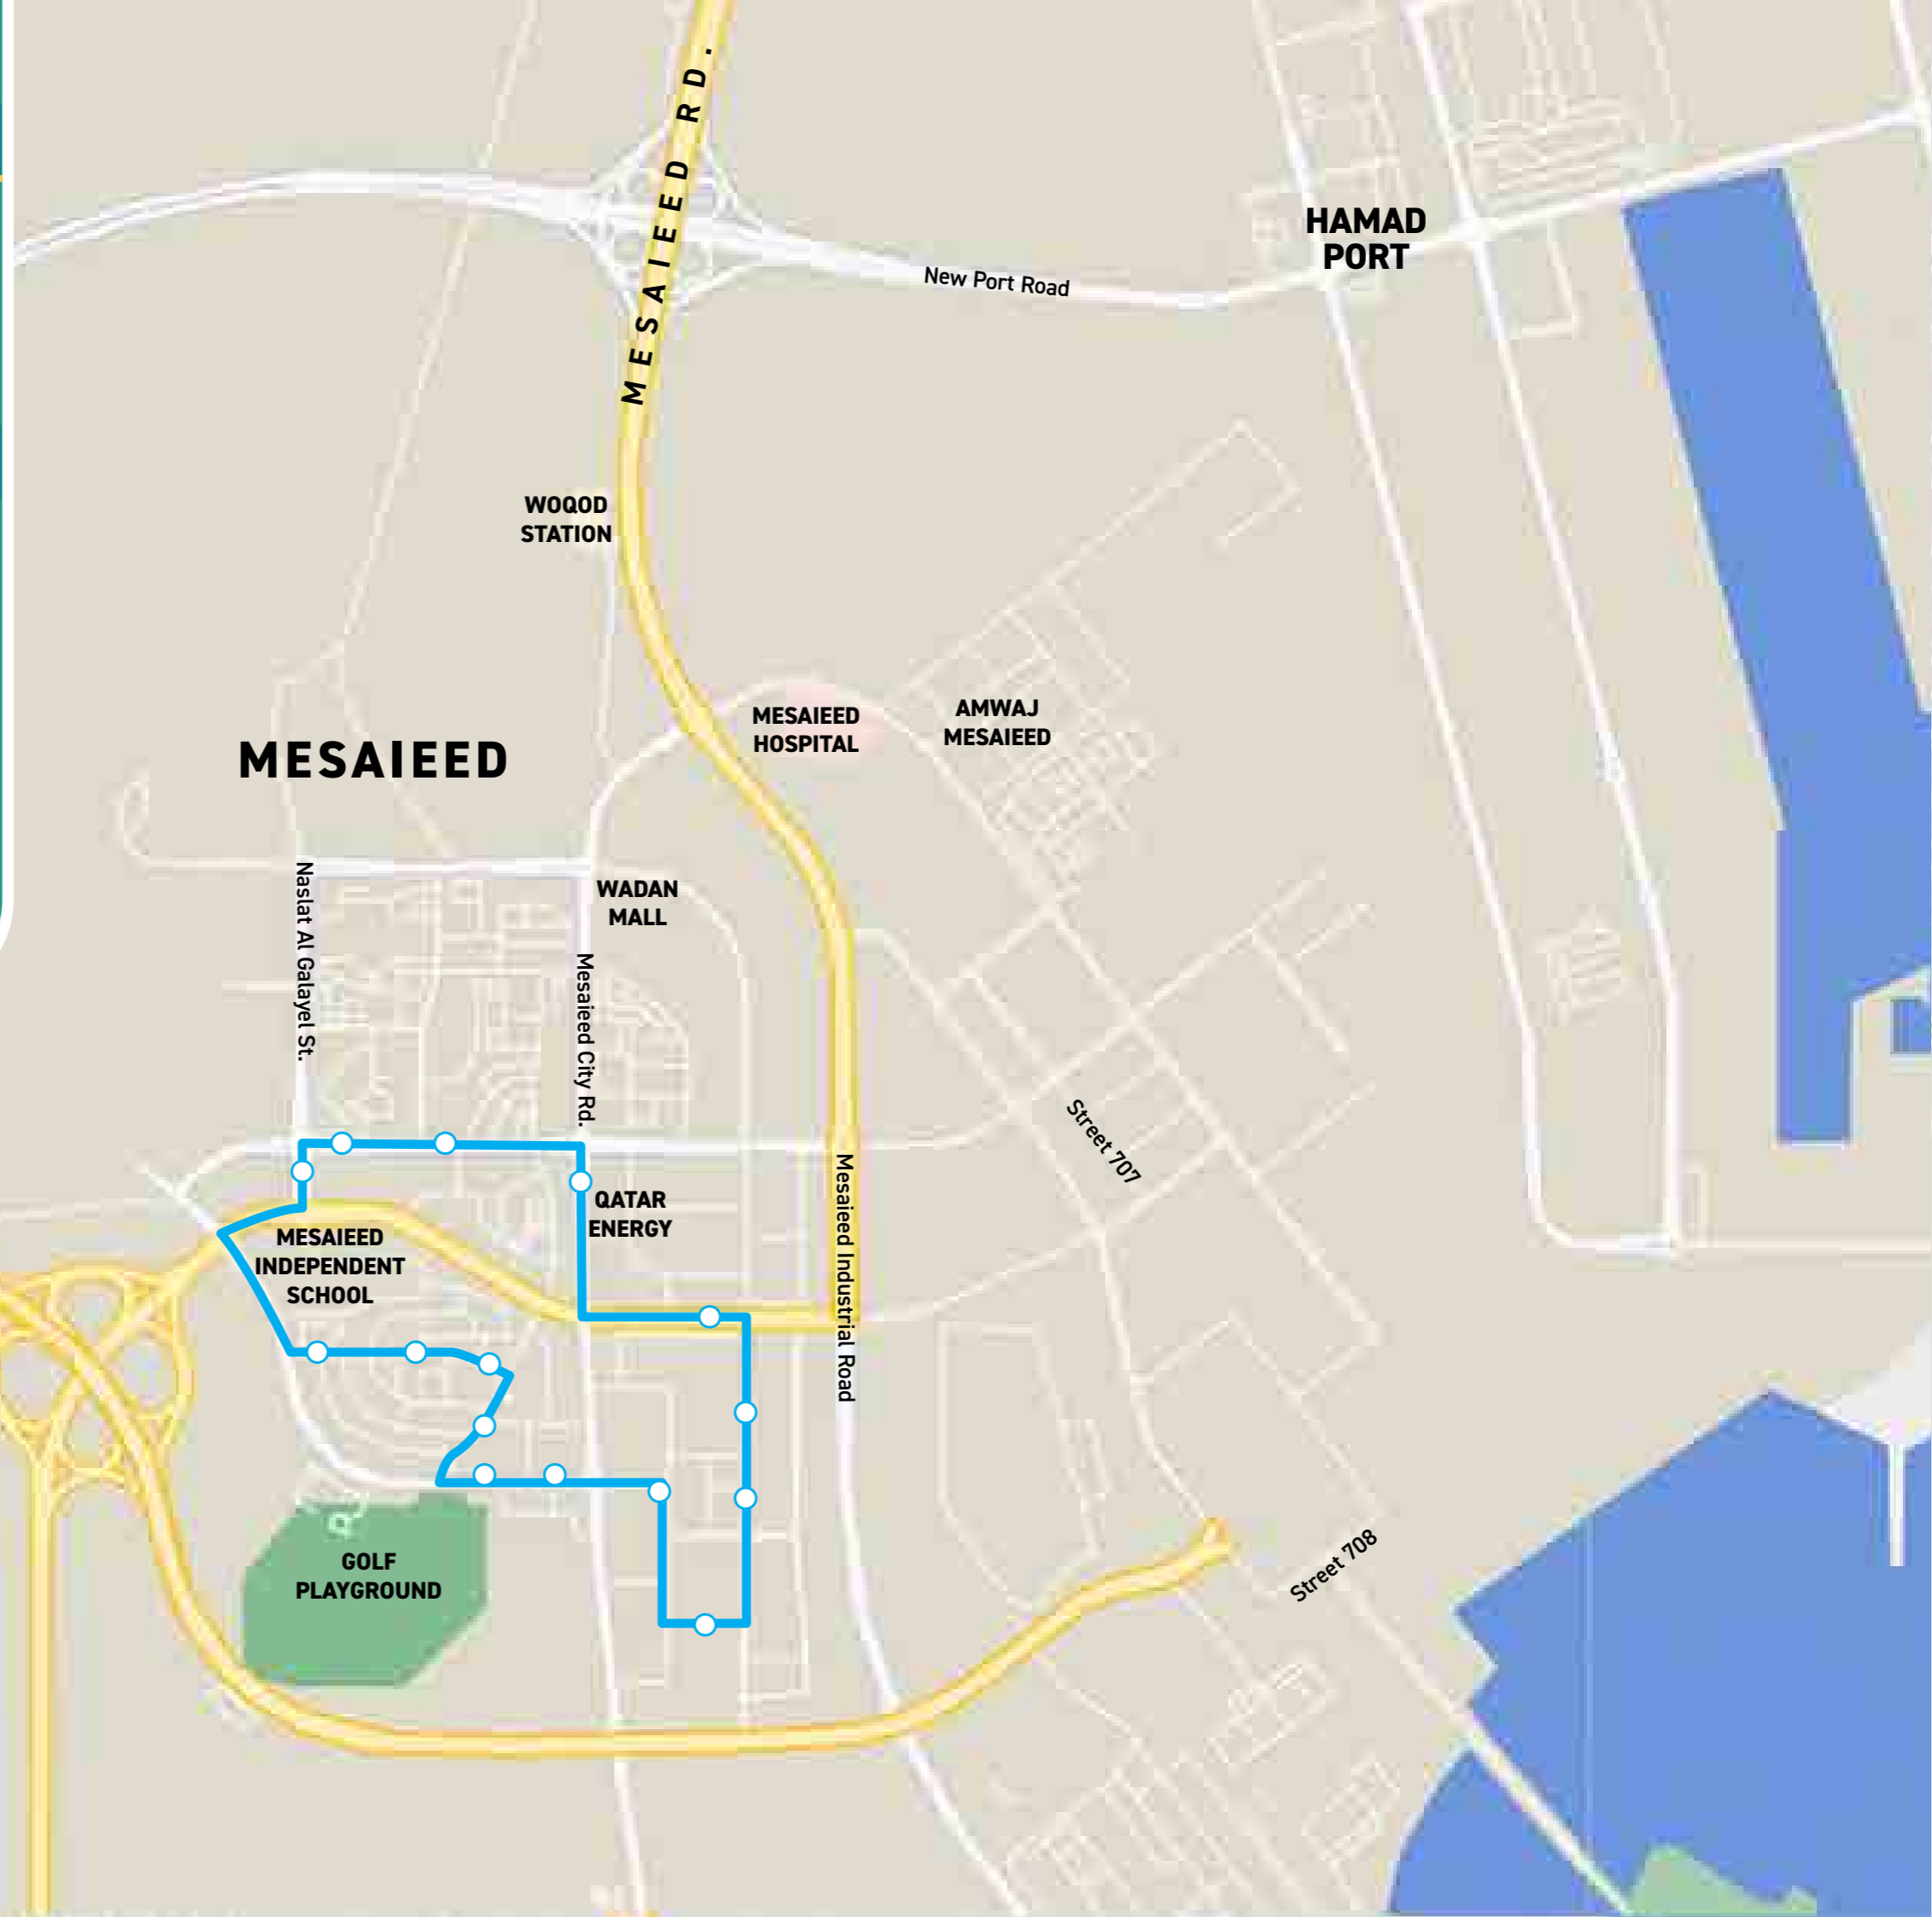 MESAIEED RD.
HAMAD
PORT
New Port Road
WOQOD
STATION
MESAIEED
HOSPITAL
AMWAJ
MESAIEED
MESAIEED
WADAN
MALL
Naslat Al Galayel St.
Mesaieed City Rd.
Street 707
Mesaieed Industrial Road
QATAR
ENERGY
MESAIEED
INDEPENDENT
SCHOOL
Street 708
GOLF
PLAYGROUND